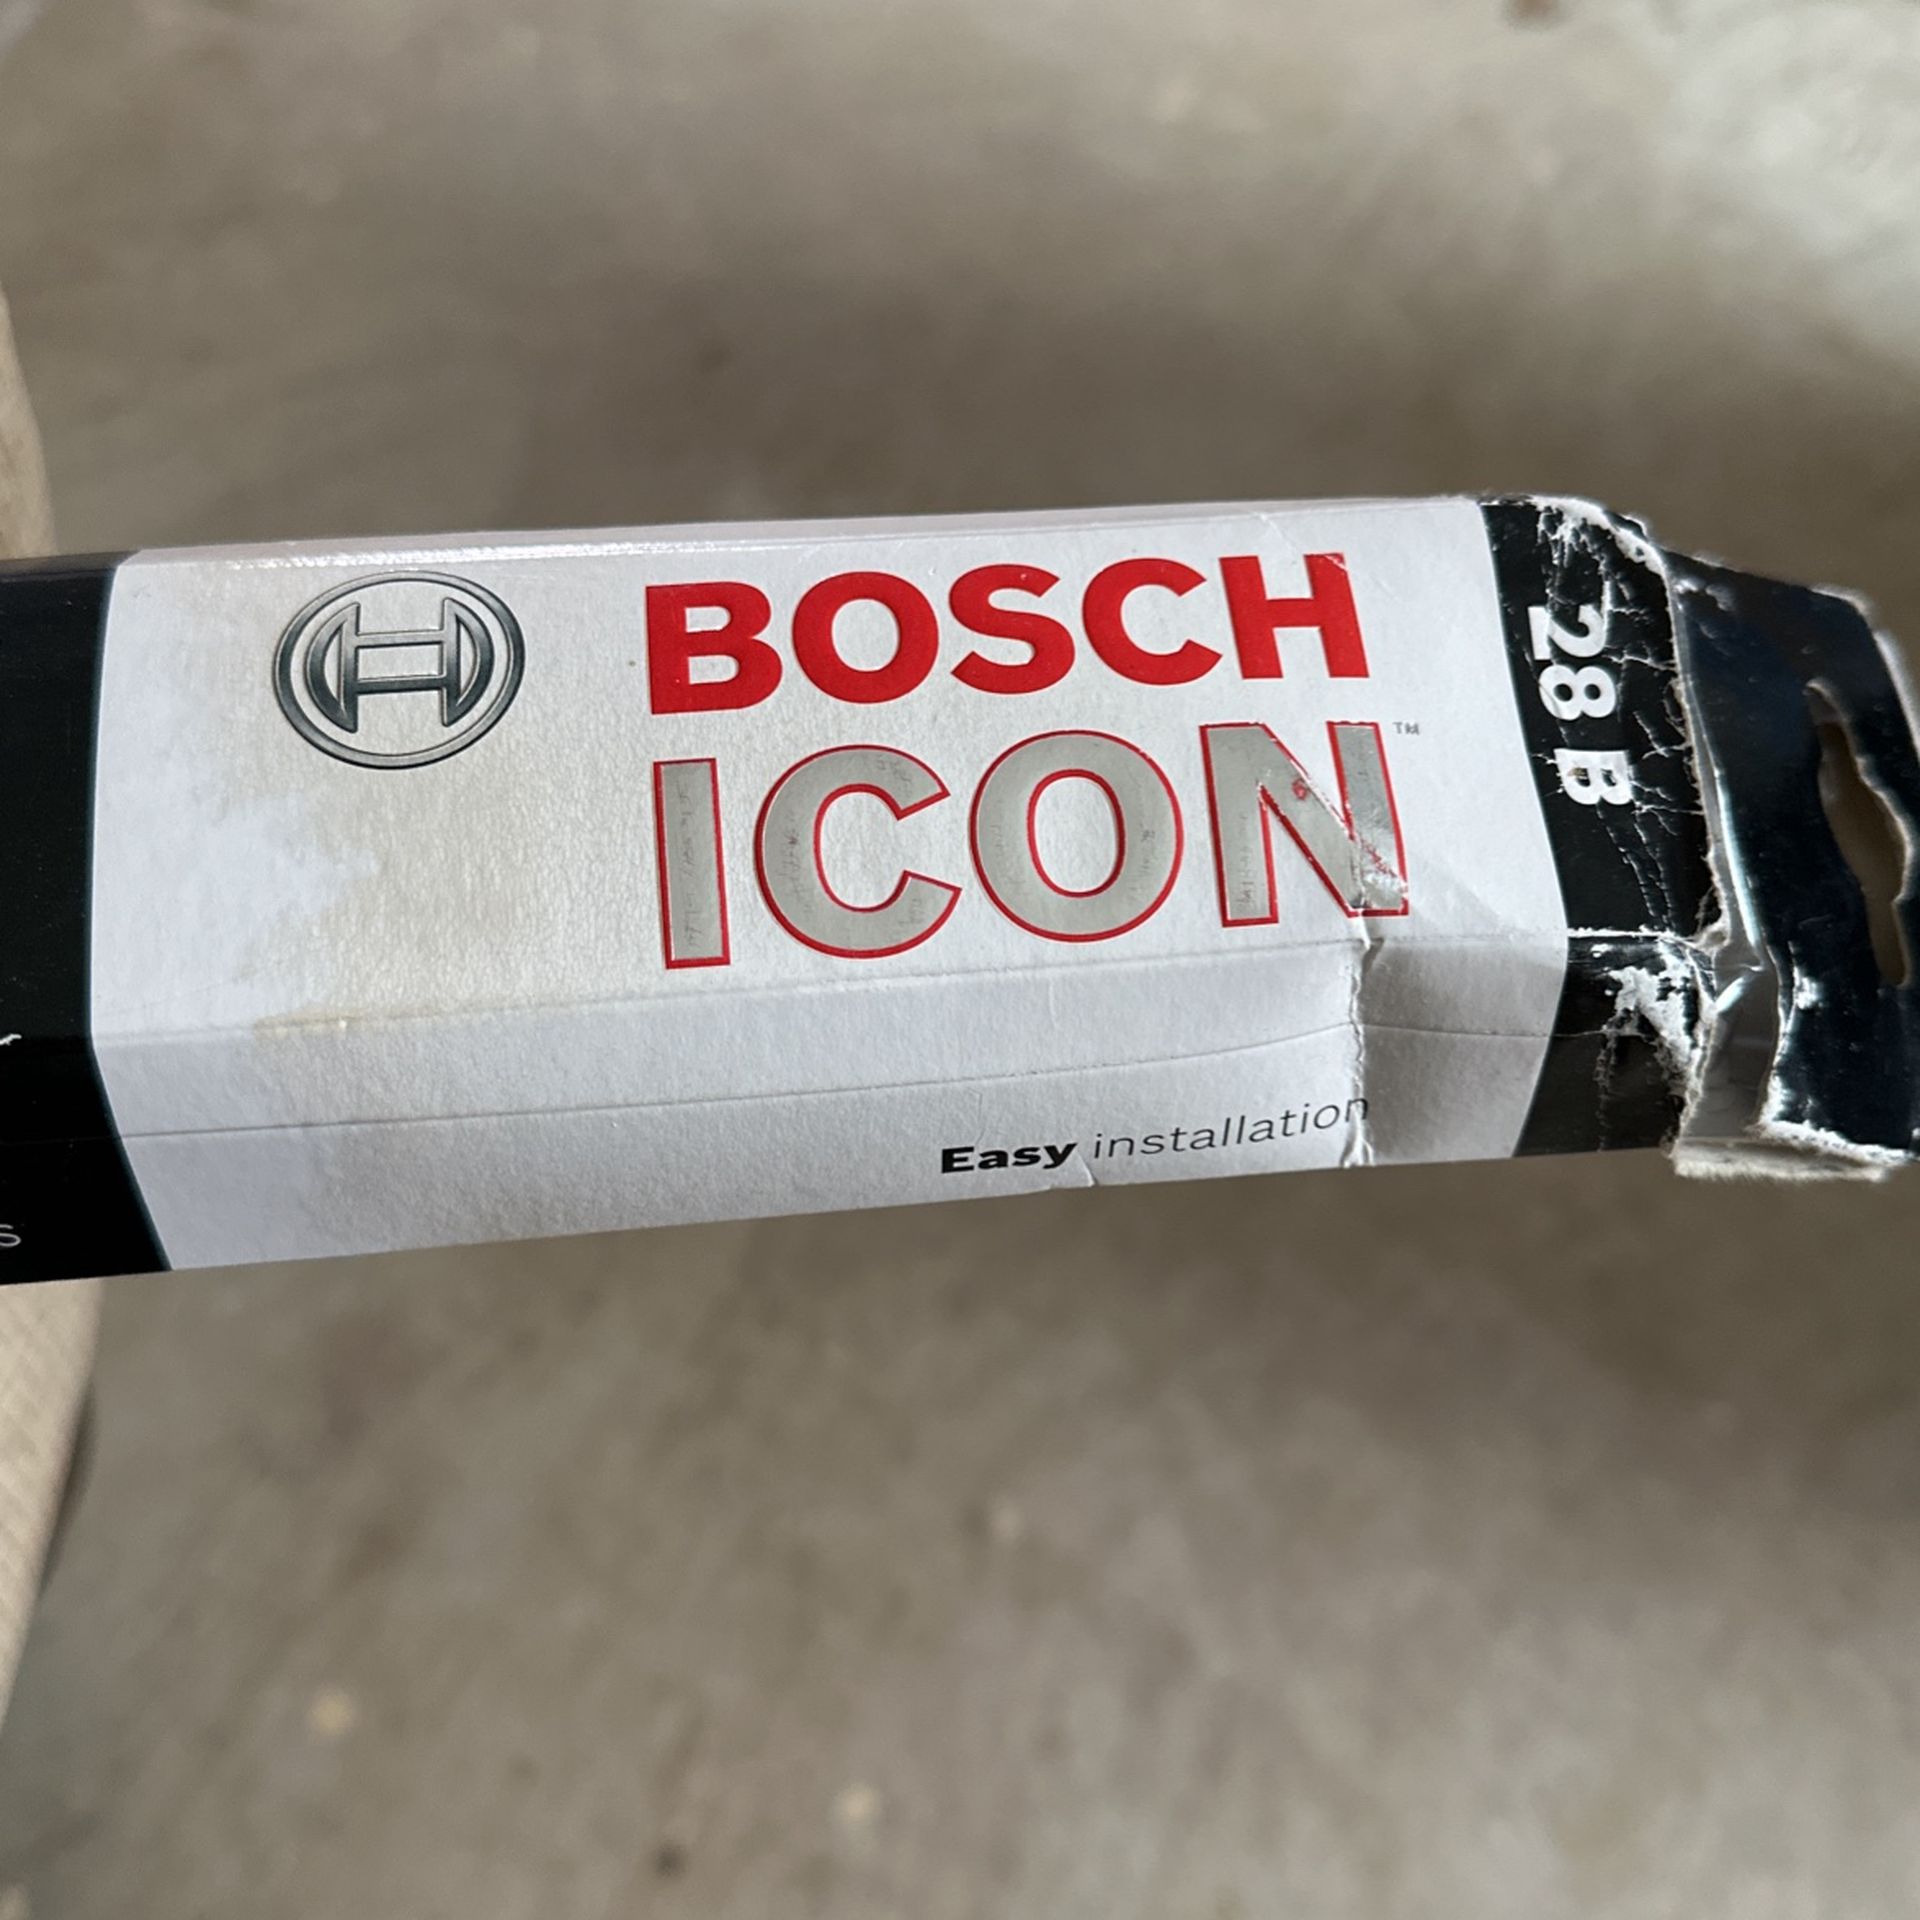 BOSCH
ICON™
28 B
Easy installation
s